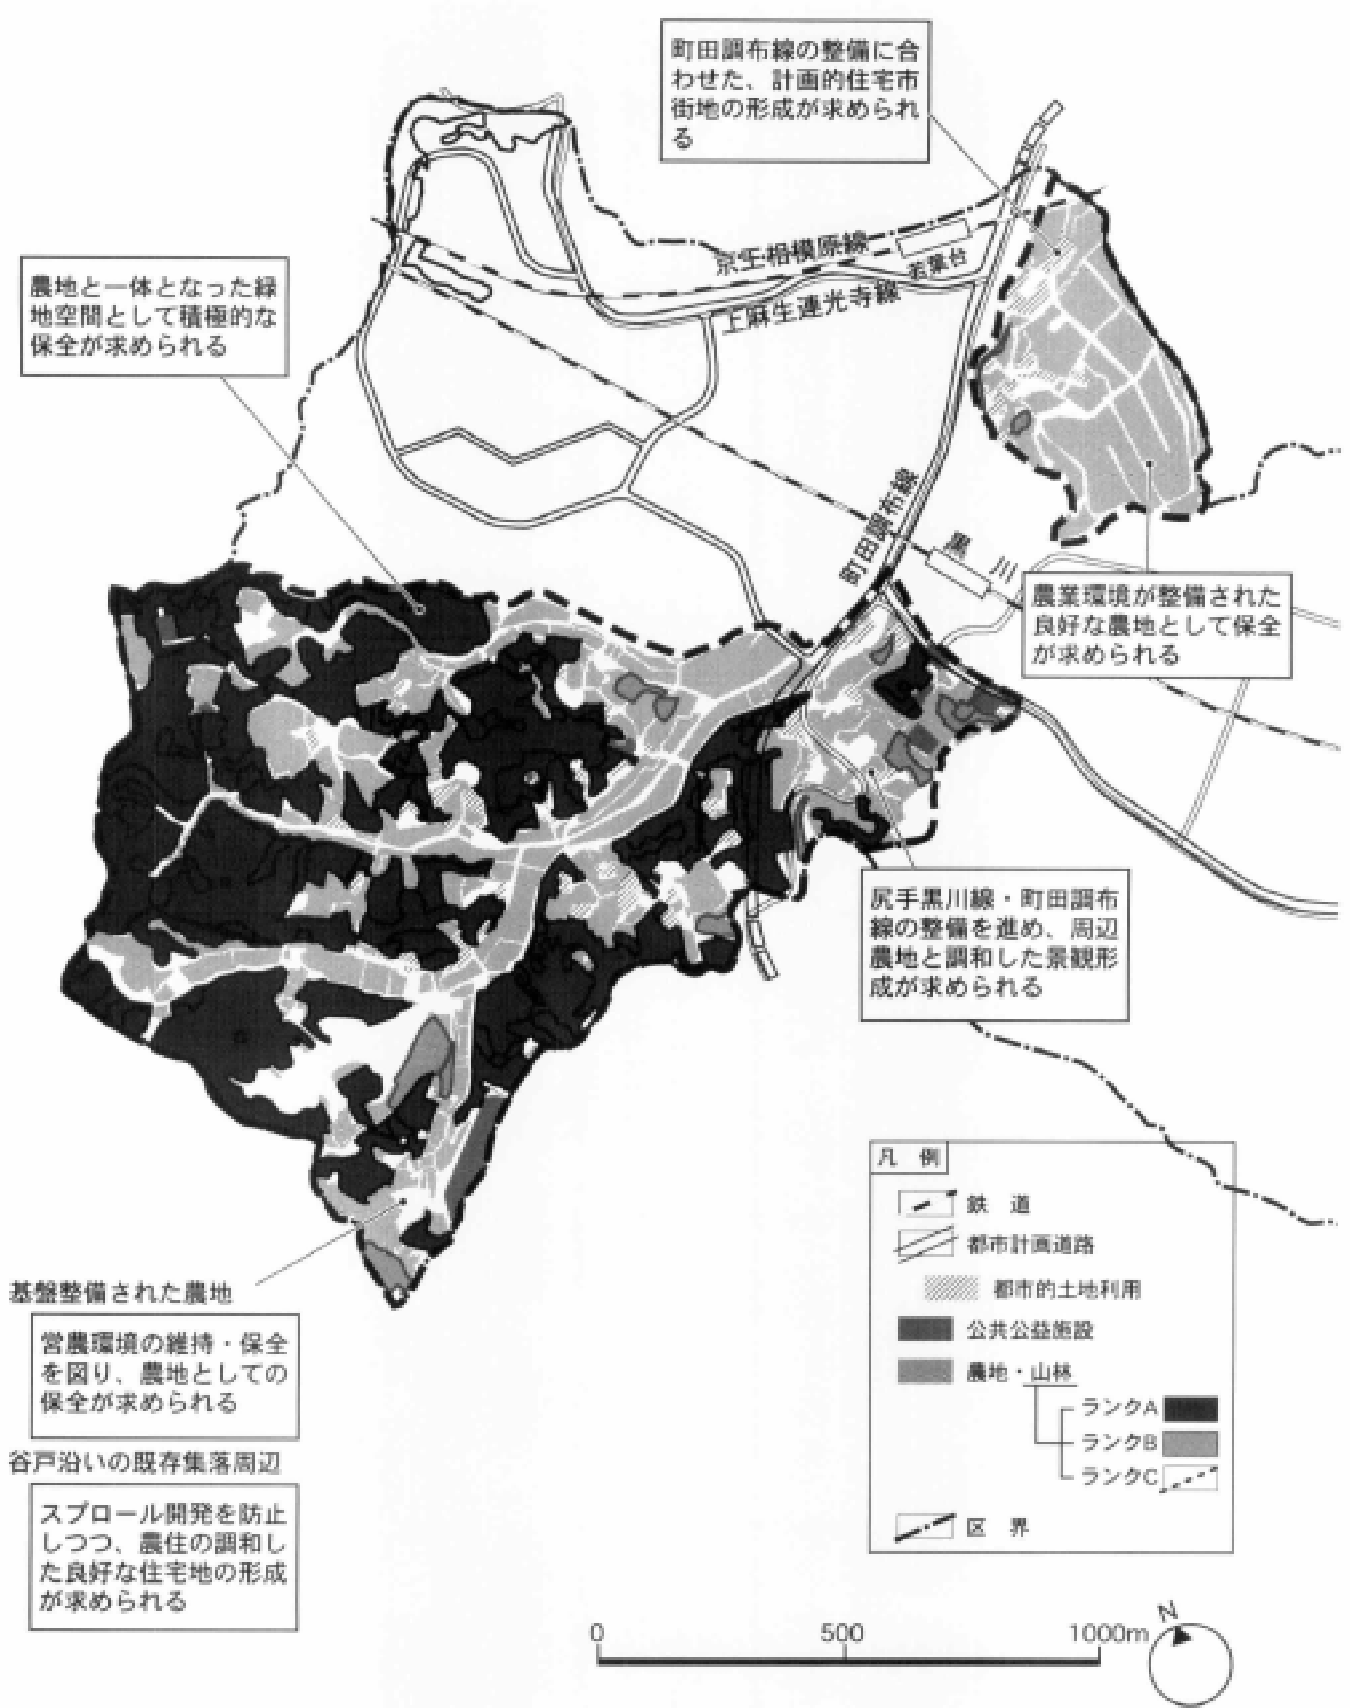 町田調布線の整備に合
わせた、計画的住宅市
街地の形成が求められ
る
京王相模原線
若葉台
上麻生連光寺線
農地と一体となった緑
地空間として積極的な
保全が求められる
町田調布線
黒川
農業環境が整備された
良好な農地として保全
が求められる
尻手黒川線・町田調布
線の整備を進め、周辺
農地と調和した景観形
成が求められる
基盤整備された農地
営農環境の維持・保全
を図り、農地としての
保全が求められる
谷戸沿いの既存集落周辺
スプロール開発を防止
しつつ、農住の調和し
た良好な住宅地の形成
が求められる
凡 例
鉄 道
都市計画道路
都市的土地利用
公共公益施設
農地・山林
ランクA
ランクB
ランクC
区 界
0 500 1000m
N